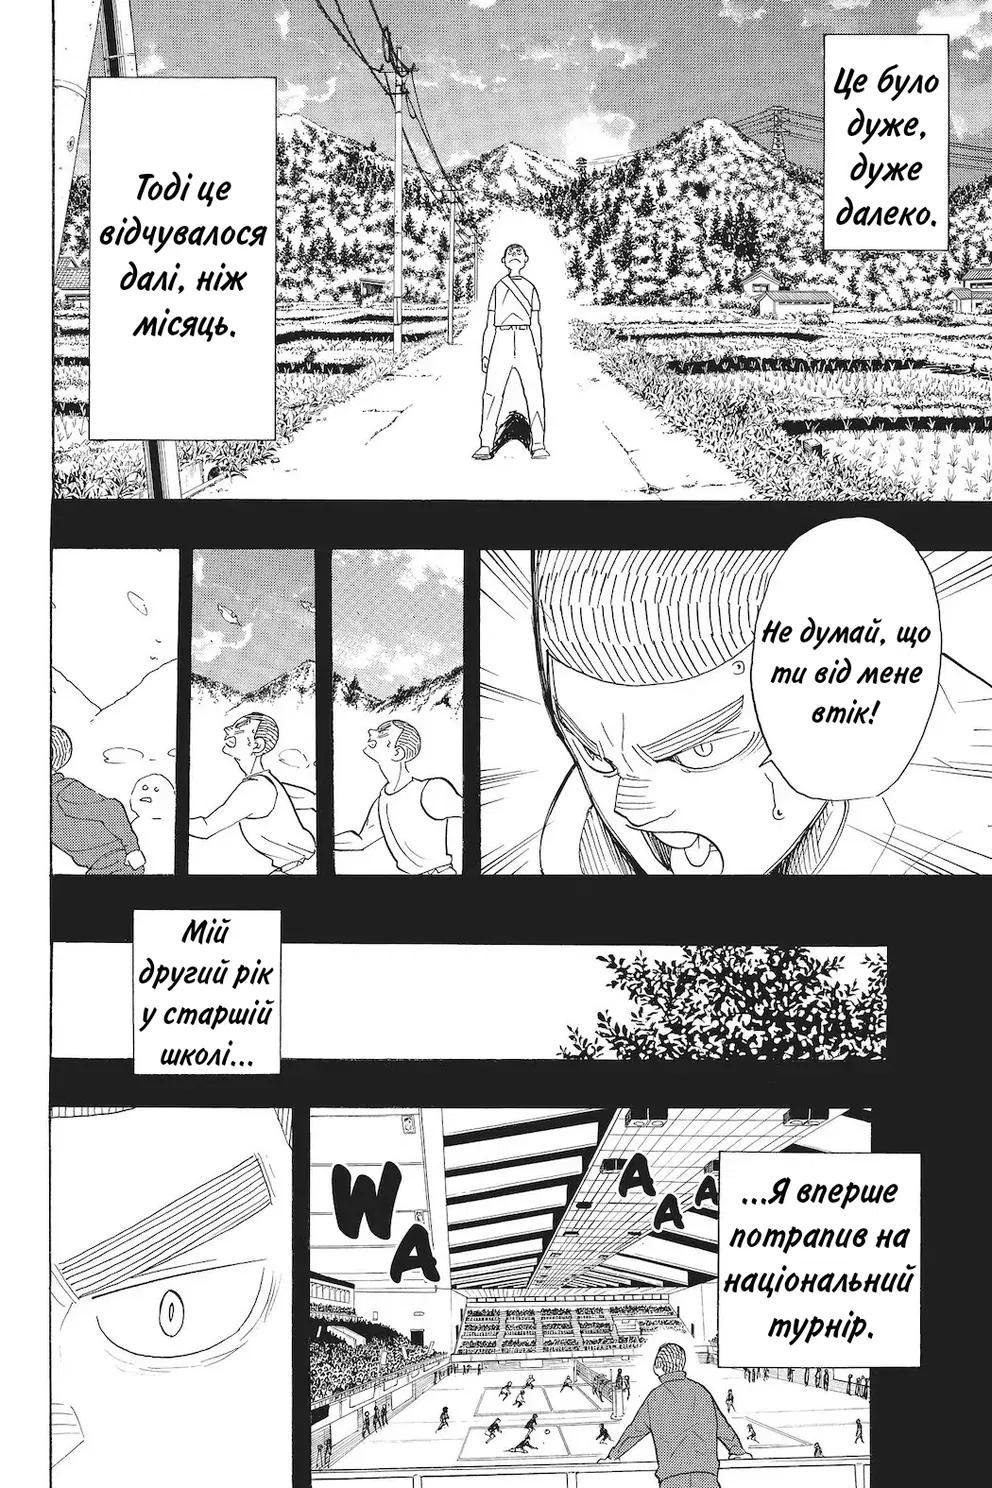 Це було
дуже,
дуже
далеко.
Тоді це
відчувалося
далі, ніж
місяць.
Не думай, що
ти від мене
втік!
Мій
другий рік
у старшій
школі...
...Я вперше
потрапив на
національний
турнір.
WA
AAA